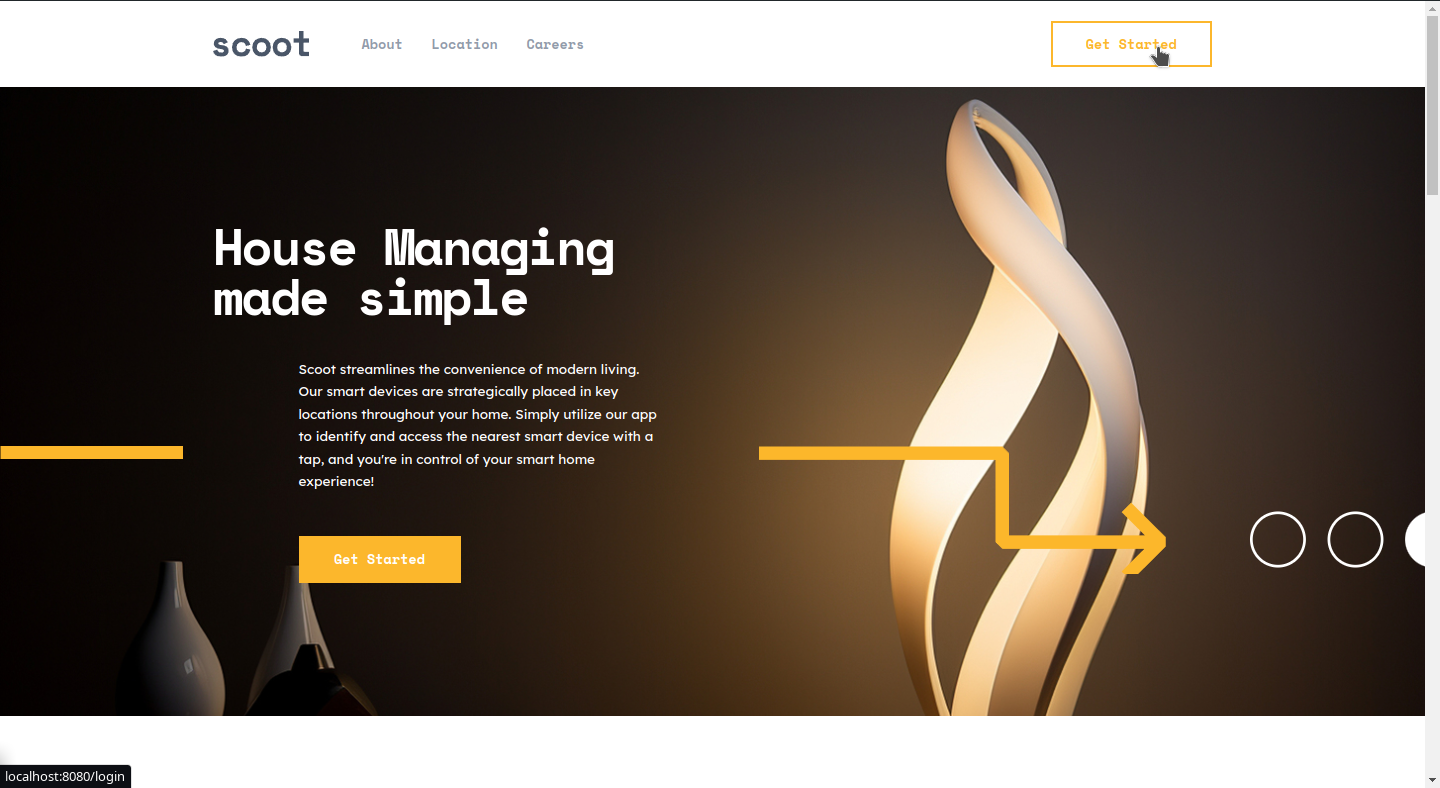 scoot
About
Location
Careers
Get Started
House Managing
made simple
Scoot streamlines the convenience of modern living.
Our smart devices are strategically placed in key
locations throughout your home. Simply utilize our app
to identify and access the nearest smart device with a
tap, and you're in control of your smart home
experience!
Get Started
localhost:8080/login